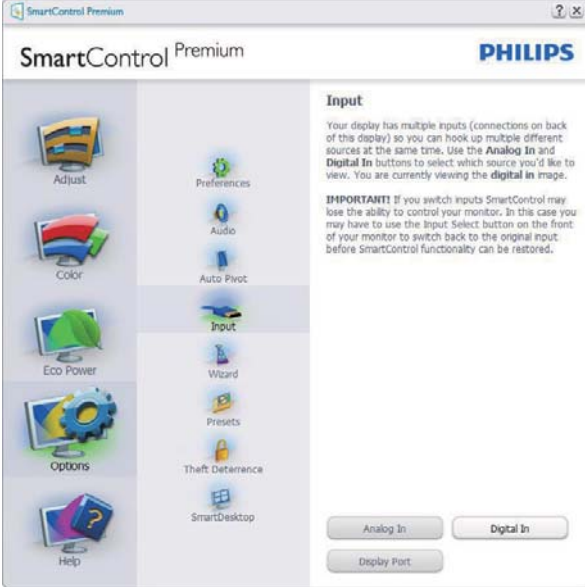 SmartControl Premium
SmartControl Premium
PHILIPS
Adjust
Color
Eco Power
Options
Help
Preferences
Audio
Auto Pivot
Input
Wizard
Presets
Theft Deterrence
SmartDesktop
Input
Your display has multiple inputs (connections on back
of this display) so you can hook up multiple different
sources at the same time. Use the Analog In and
Digital In buttons to select which source you'd like to
view. You are currently viewing the digital in image.
IMPORTANT! If you switch inputs SmartControl may
lose the ability to control your monitor. In this case you
may have to use the Input Select button on the front
of your monitor to switch back to the original input
before SmartControl functionality can be restored.
Analog In
Digital In
Display Port